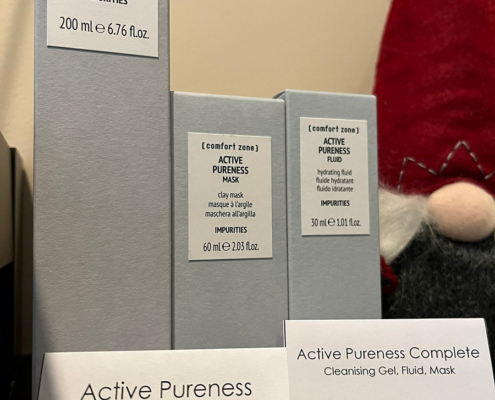 200 ml ℮ 6.76 fl.oz.
[ comfort zone ]
ACTIVE
PURENESS
MASK
clay mask
masque à l'argile
maschera all'argilla
IMPURITIES
60 ml ℮ 2.03 fl.oz.
[ comfort zone ]
ACTIVE
PURENESS
FLUID
hydrating fluid
fluide hydratant
fluido idratante
IMPURITIES
30 ml ℮ 1.01 fl.oz.
Active Pureness
Active Pureness Complete
Cleanising Gel, Fluid, Mask